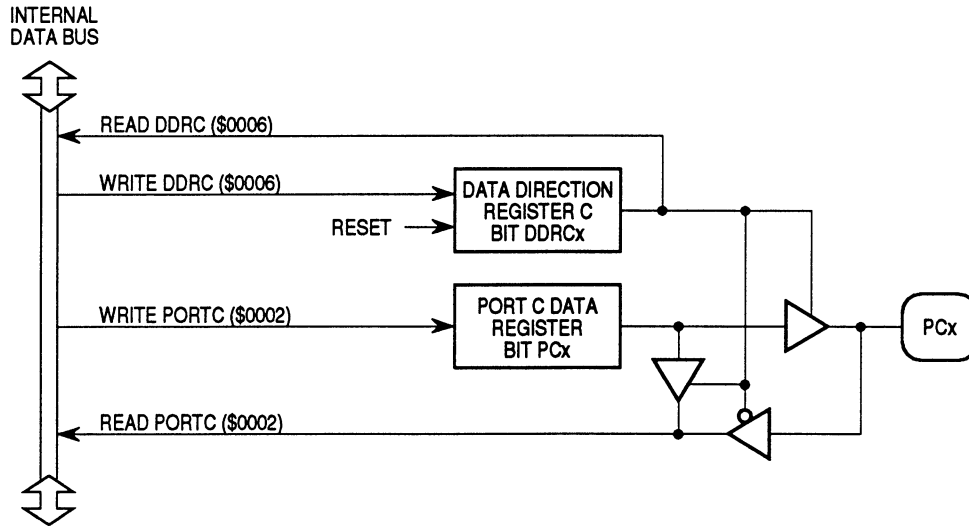 INTERNAL
DATA BUS
READ DDRC ($0006)
WRITE DDRC ($0006)
RESET
DATA DIRECTION
REGISTER C
BIT DDRCx
WRITE PORTC ($0002)
PORT C DATA
REGISTER
BIT PCx
PCx
READ PORTC ($0002)